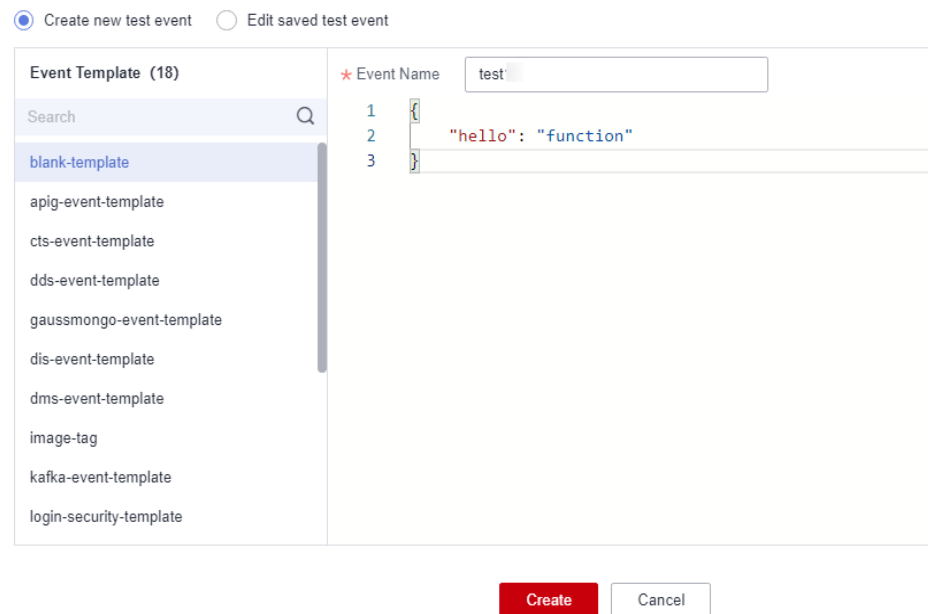 Create new test event Edit saved test event
Event Template (18)
* Event Name test
Search
1 {
2 "hello": "function"
3 }
blank-template
apig-event-template
cts-event-template
dds-event-template
gaussmongo-event-template
dis-event-template
dms-event-template
image-tag
kafka-event-template
login-security-template
Create Cancel